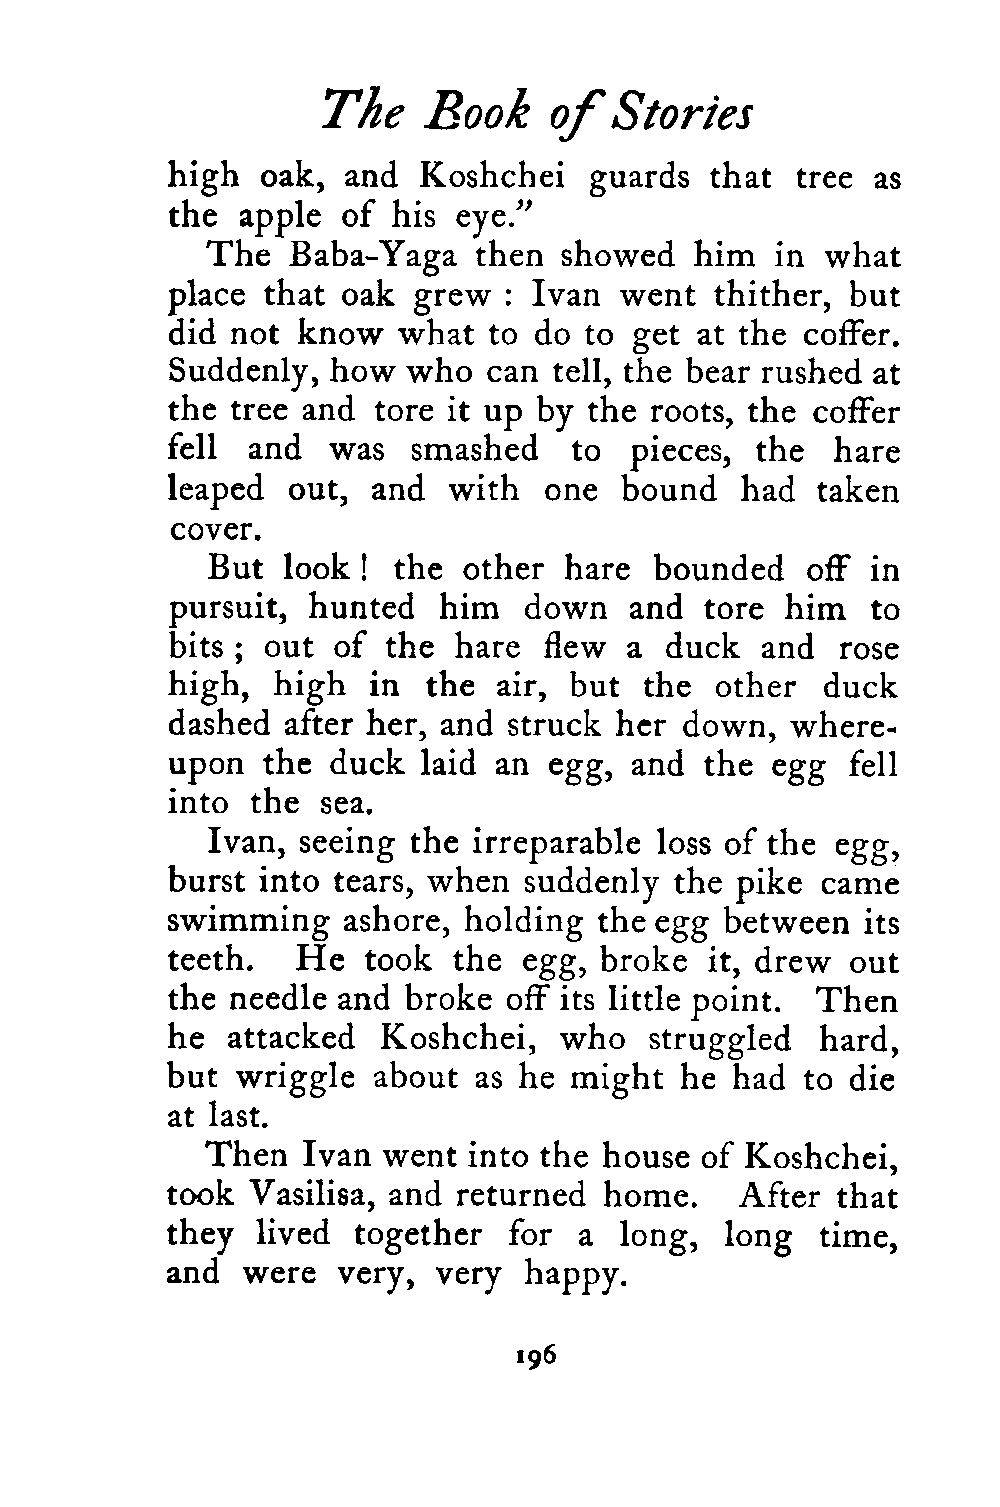 The Book of Stories
high oak, and Koshchei guards that tree as
the apple of his eye."
The Baba-Yaga then showed him in what
place that oak grew : Ivan went thither, but
did not know what to do to get at the coffer.
Suddenly, how who can tell, the bear rushed at
the tree and tore it up by the roots, the coffer
fell and was smashed to pieces, the hare
leaped out, and with one bound had taken
cover.
But look ! the other hare bounded off in
pursuit, hunted him down and tore him to
bits ; out of the hare flew a duck and rose
high, high in the air, but the other duck
dashed after her, and struck her down, where-
upon the duck laid an egg, and the egg fell
into the sea.
Ivan, seeing the irreparable loss of the egg,
burst into tears, when suddenly the pike came
swimming ashore, holding the egg between its
teeth. He took the egg, broke it, drew out
the needle and broke off its little point. Then
he attacked Koshchei, who struggled hard,
but wriggle about as he might he had to die
at last.
Then Ivan went into the house of Koshchei,
took Vasilisa, and returned home. After that
they lived together for a long, long time,
and were very, very happy.
196